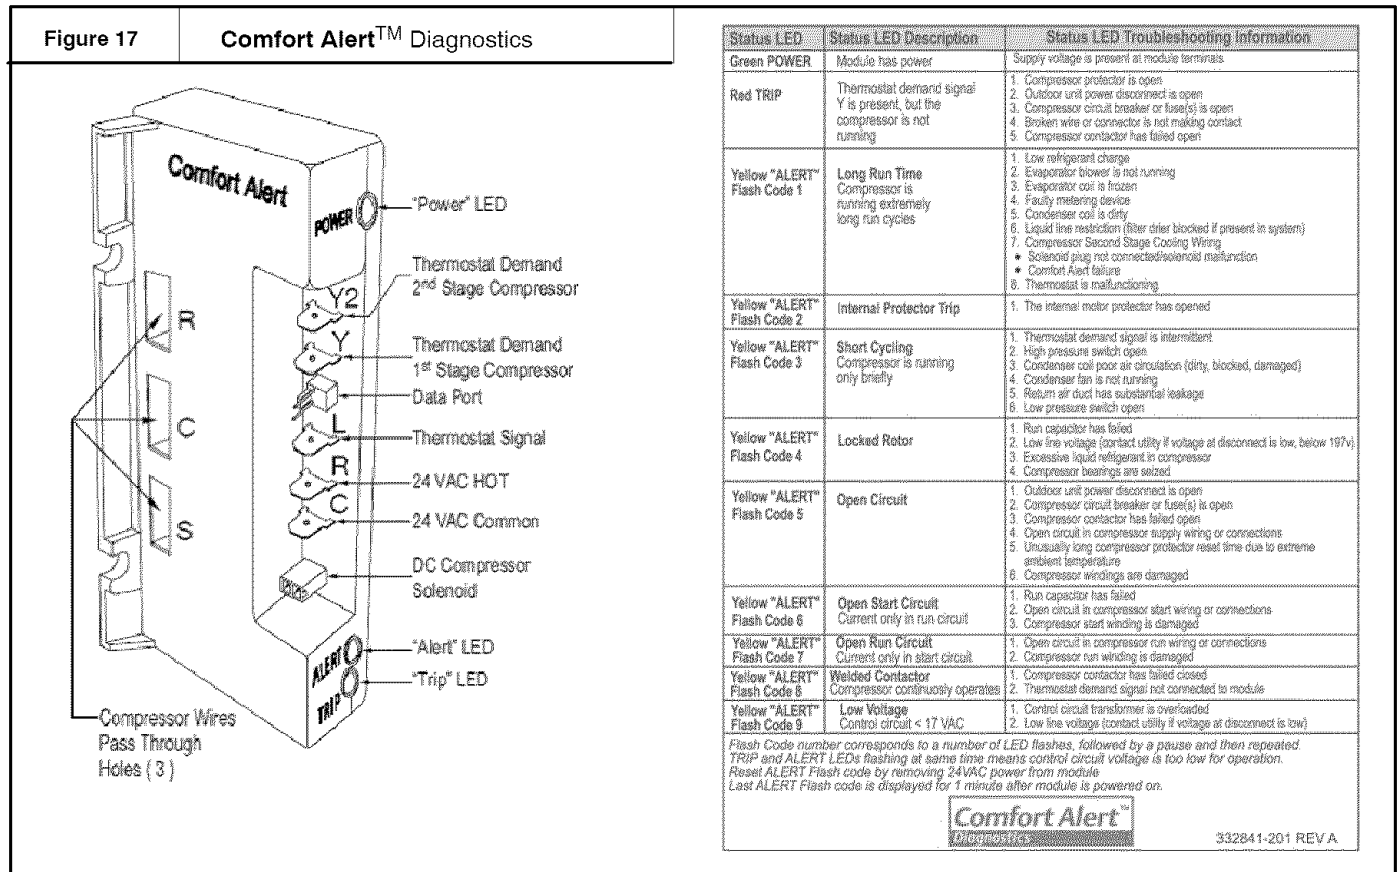 Figure 17
Comfort Alert™ Diagnostics
Comfort Alert
POWER
"Power" LED
Thermostat Demand
2nd Stage Compressor
Y2
Y
Thermostat Demand
1st Stage Compressor
Data Port
L
Thermostat Signal
R
24 VAC HOT
C
24 VAC Common
DC Compressor
Solenoid
R
C
S
ALERT
"Alert" LED
TRIP
"Trip" LED
Compressor Wires
Pass Through
Holes ( 3 )
Status LED Status LED Description Status LED Troubleshooting Information
Green POWER Module has power Supply voltage is present at module terminals
Red TRIP
Thermostat demand signal
Y is present, but the
compressor is not
running
1. Compressor protector is open
2. Outdoor unit power disconnect is open
3. Compressor circuit breaker or fuse(s) is open
4. Broken wire or connector is not making contact
5. Compressor contactor has failed open
Yellow "ALERT"
Flash Code 1
Long Run Time
Compressor is
running extremely
long run cycles
1. Low refrigerant charge
2. Evaporator blower is not running
3. Evaporator coil is frozen
4. Faulty metering device
5. Condenser coil is dirty
6. Liquid line restriction (filter drier blocked if present in system)
7. Compressor Second Stage Cooling Wiring
• Solenoid plug not connected/solenoid malfunction
• Comfort Alert failure
8. Thermostat is malfunctioning
Yellow "ALERT"
Flash Code 2
Internal Protector Trip
1. The internal motor protector has opened
Yellow "ALERT"
Flash Code 3
Short Cycling
Compressor is running
only briefly
1. Thermostat demand signal is intermittent
2. High pressure switch open
3. Condenser coil poor air circulation (dirty, blocked, damaged)
4. Condenser fan is not running
5. Return air duct has substantial leakage
6. Low pressure switch open
Yellow "ALERT"
Flash Code 4
Locked Rotor
1. Run capacitor has failed
2. Low line voltage (contact utility if voltage at disconnect is low, below 197v)
3. Excessive liquid refrigerant in compressor
4. Compressor bearings are seized
Yellow "ALERT"
Flash Code 5
Open Circuit
1. Outdoor unit power disconnect is open
2. Compressor circuit breaker or fuse(s) is open
3. Compressor contactor has failed open
4. Open circuit in compressor supply wiring or connections
5. Unusually long compressor protector reset time due to extreme
ambient temperature
6. Compressor windings are damaged
Yellow "ALERT"
Flash Code 6
Open Start Circuit
Current only in run circuit
1. Run capacitor has failed
2. Open circuit in compressor start wiring or connections
3. Compressor start winding is damaged
Yellow "ALERT"
Flash Code 7
Open Run Circuit
Current only in start circuit
1. Open circuit in compressor run wiring or connections
2. Compressor run winding is damaged
Yellow "ALERT"
Flash Code 8
Welded Contactor
Compressor continuosly operates
1. Compressor contactor has failed closed
2. Thermostat demand signal not connected to module
Yellow "ALERT"
Flash Code 9
Low Voltage
Control circuit < 17 VAC
1. Control circuit transformer is overloaded
2. Low line voltage (contact utility if voltage at disconnect is low)
Flash Code number corresponds to a number of LED flashes, followed by a pause and then repeated.
TRIP and ALERT LEDs flashing at same time means control circuit voltage is too low for operation.
Reset ALERT Flash code by removing 24VAC power from module
Last ALERT Flash code is displayed for 1 minute after module is powered on.
Comfort Alert™
Diagnostics
332841-201 REV A